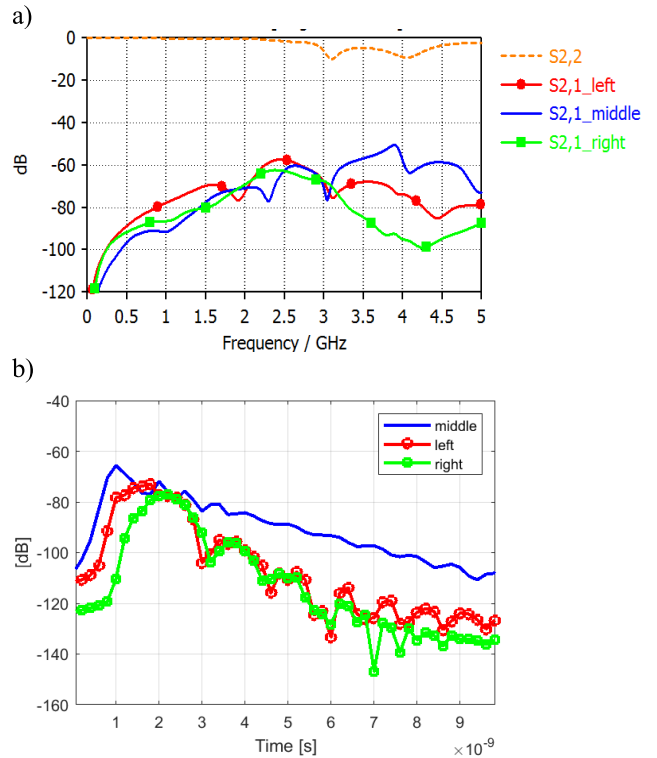 a)
0
-20
-40
-60
-80
-100
-120
dB
0 0.5 1 1.5 2 2.5 3 3.5 4 4.5 5
Frequency / GHz
S2,2
S2,1_left
S2,1_middle
S2,1_right
b)
-40
-60
-80
-100
-120
-140
-160
[dB]
middle
left
right
1 2 3 4 5 6 7 8 9
Time [s]
×10⁻⁹